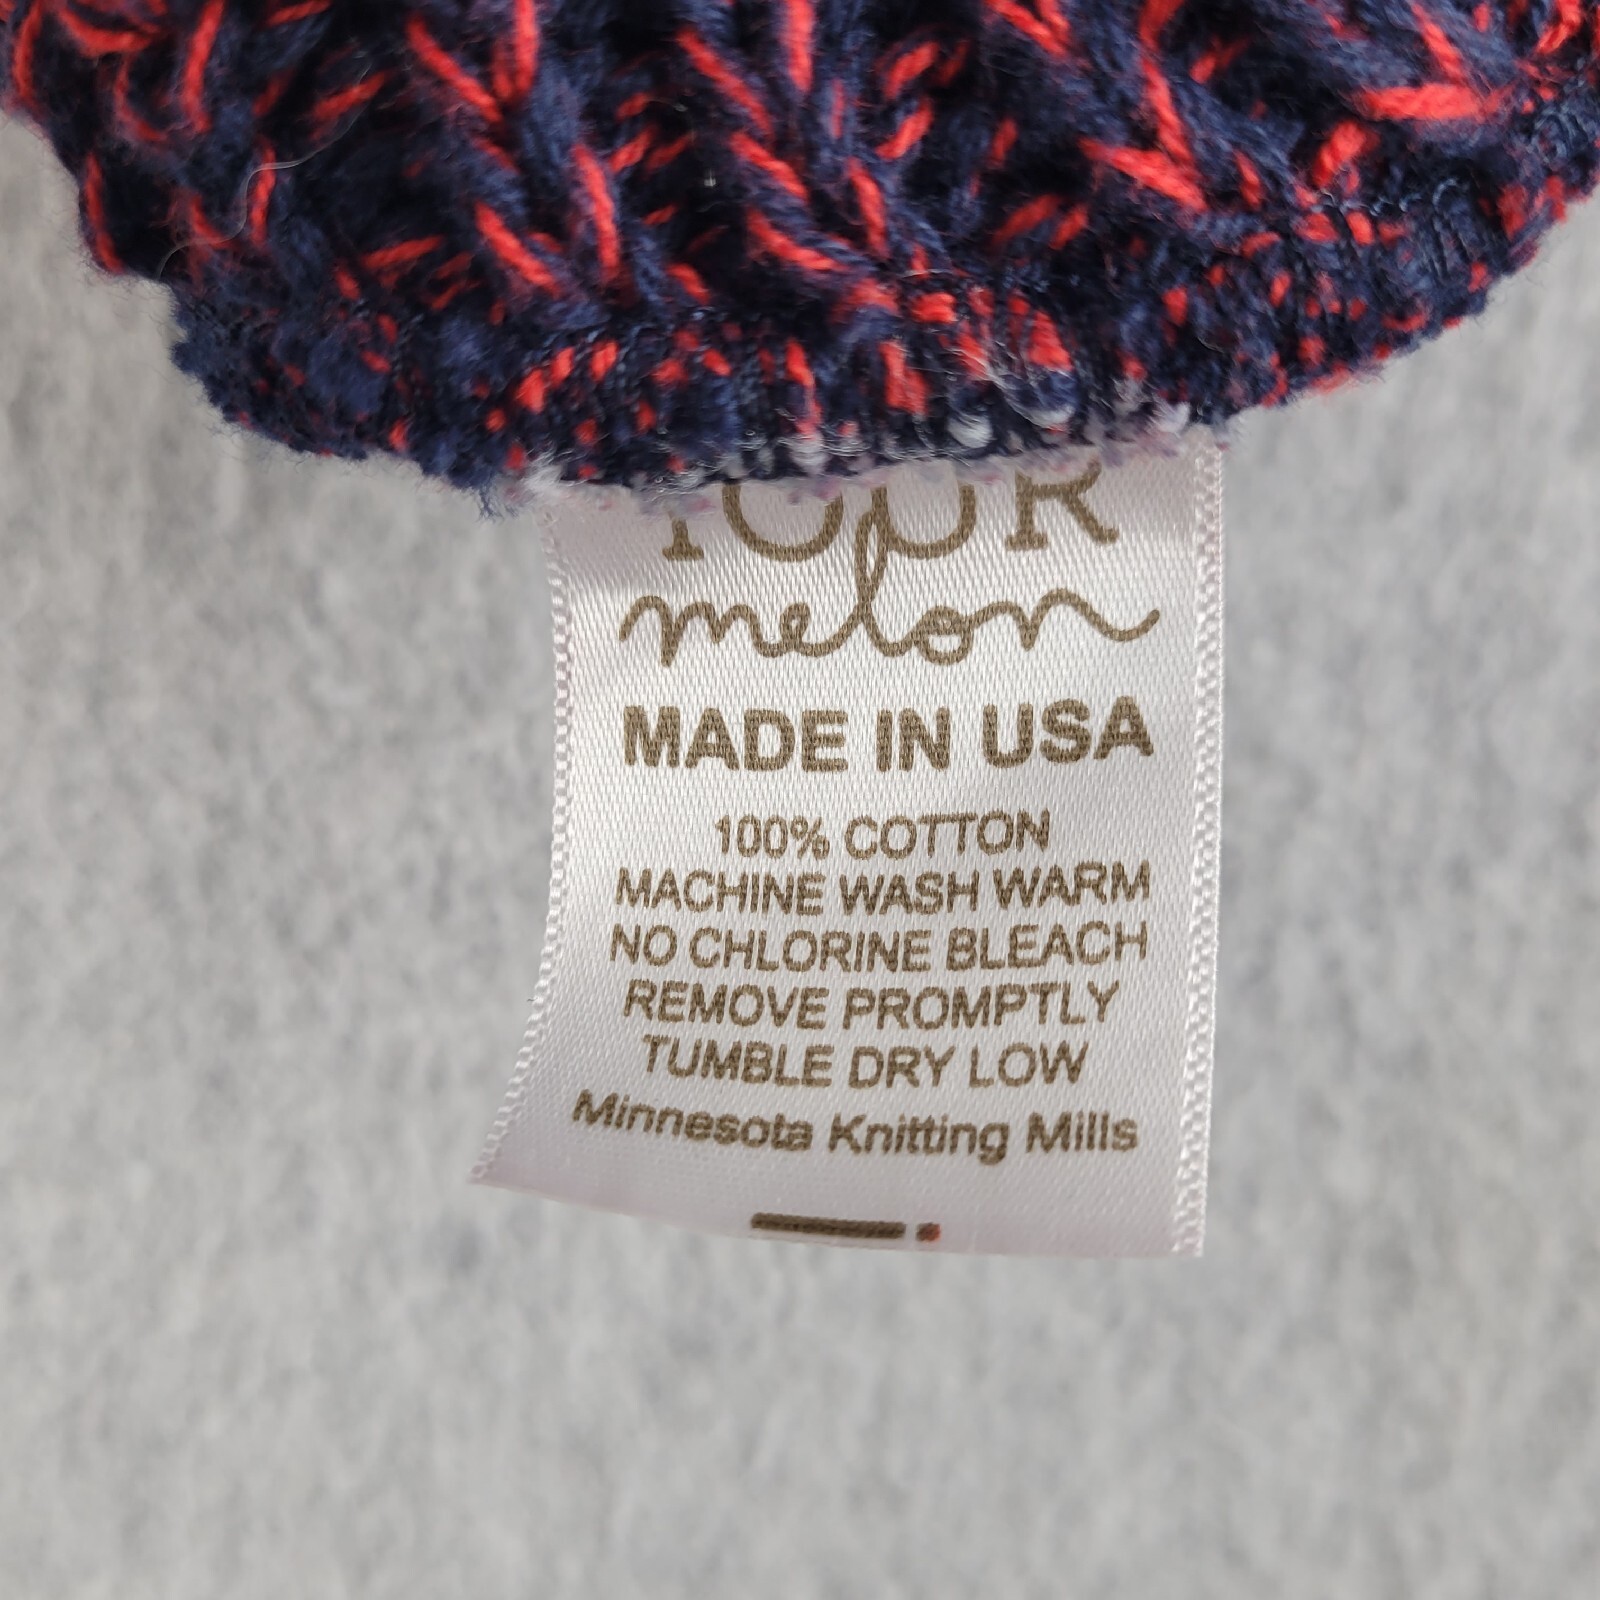 YOUR
melon
MADE IN USA
100% COTTON
MACHINE WASH WARM
NO CHLORINE BLEACH
REMOVE PROMPTLY
TUMBLE DRY LOW
Minnesota Knitting Mills